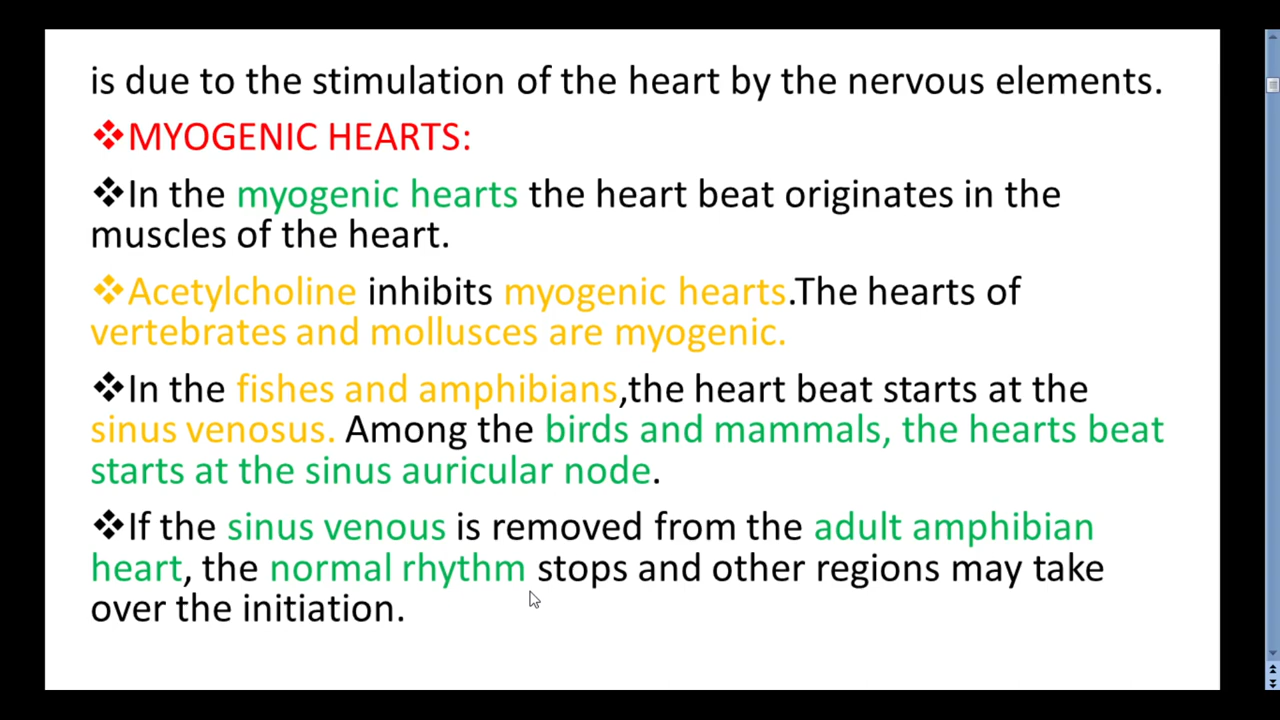 is due to the stimulation of the heart by the nervous elements.
❖MYOGENIC HEARTS:
❖In the myogenic hearts the heart beat originates in the
muscles of the heart.
❖Acetylcholine inhibits myogenic hearts.The hearts of
vertebrates and mollusces are myogenic.
❖In the fishes and amphibians,the heart beat starts at the
sinus venosus. Among the birds and mammals, the hearts beat
starts at the sinus auricular node.
❖If the sinus venous is removed from the adult amphibian
heart, the normal rhythm stops and other regions may take
over the initiation.